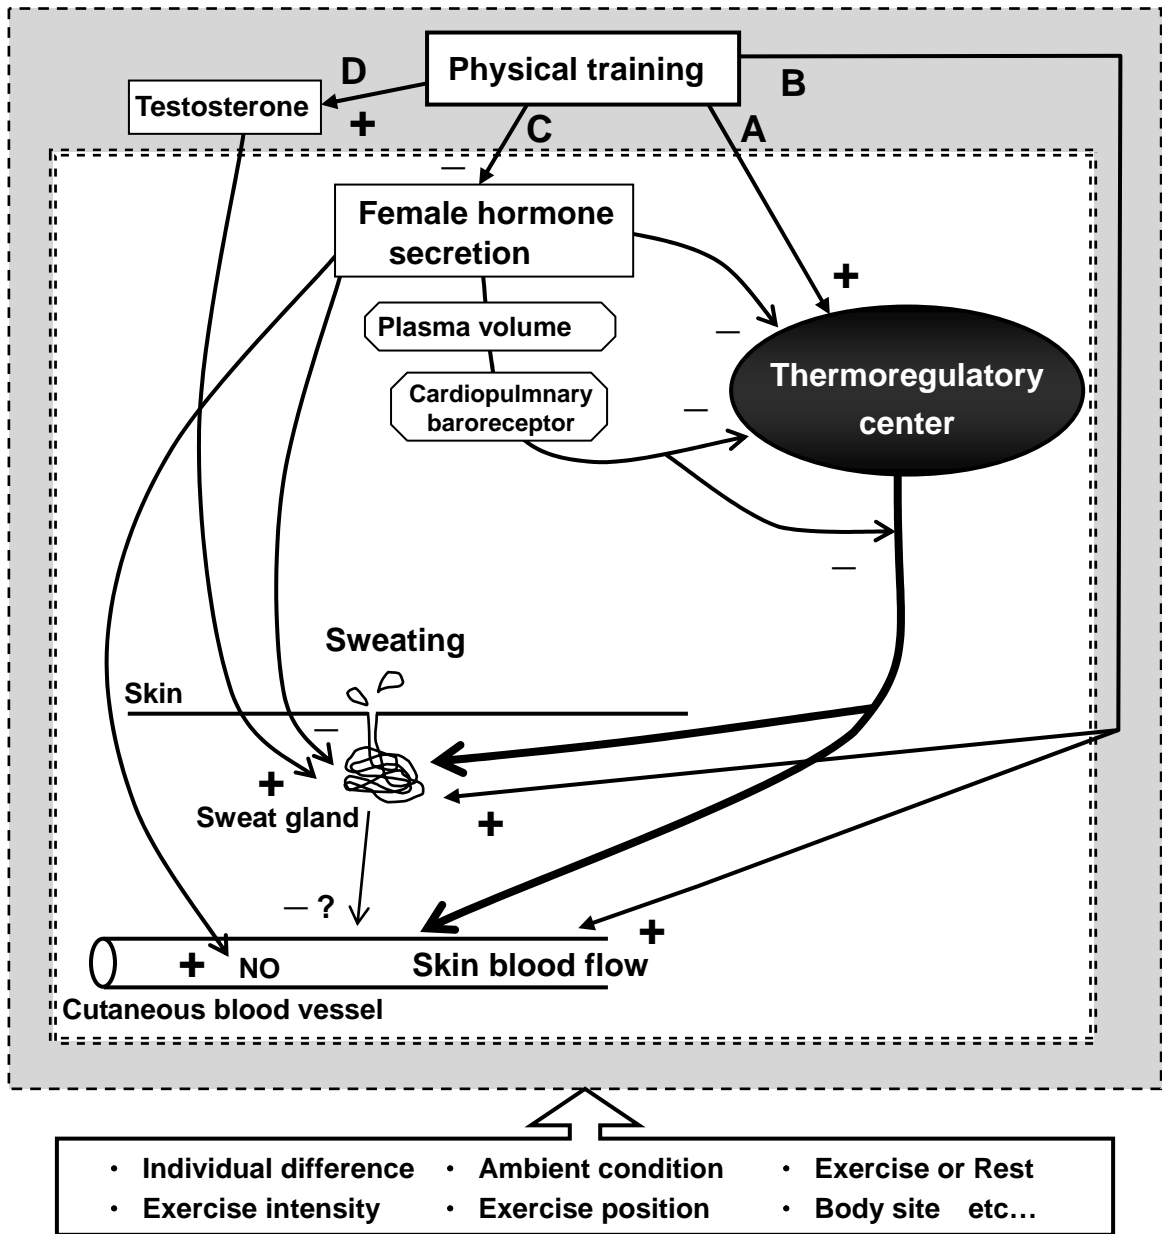 Physical training
B
D
Testosterone
+
C
A
—
Female hormone
secretion
+
Plasma volume
—
Thermoregulatory
center
Cardiopulmnary
baroreceptor
—
—
Sweating
Skin
—
+
Sweat gland
+
— ?
+
+ NO
Skin blood flow
Cutaneous blood vessel
・ Individual difference ・ Ambient condition ・ Exercise or Rest
・ Exercise intensity ・ Exercise position ・ Body site etc…